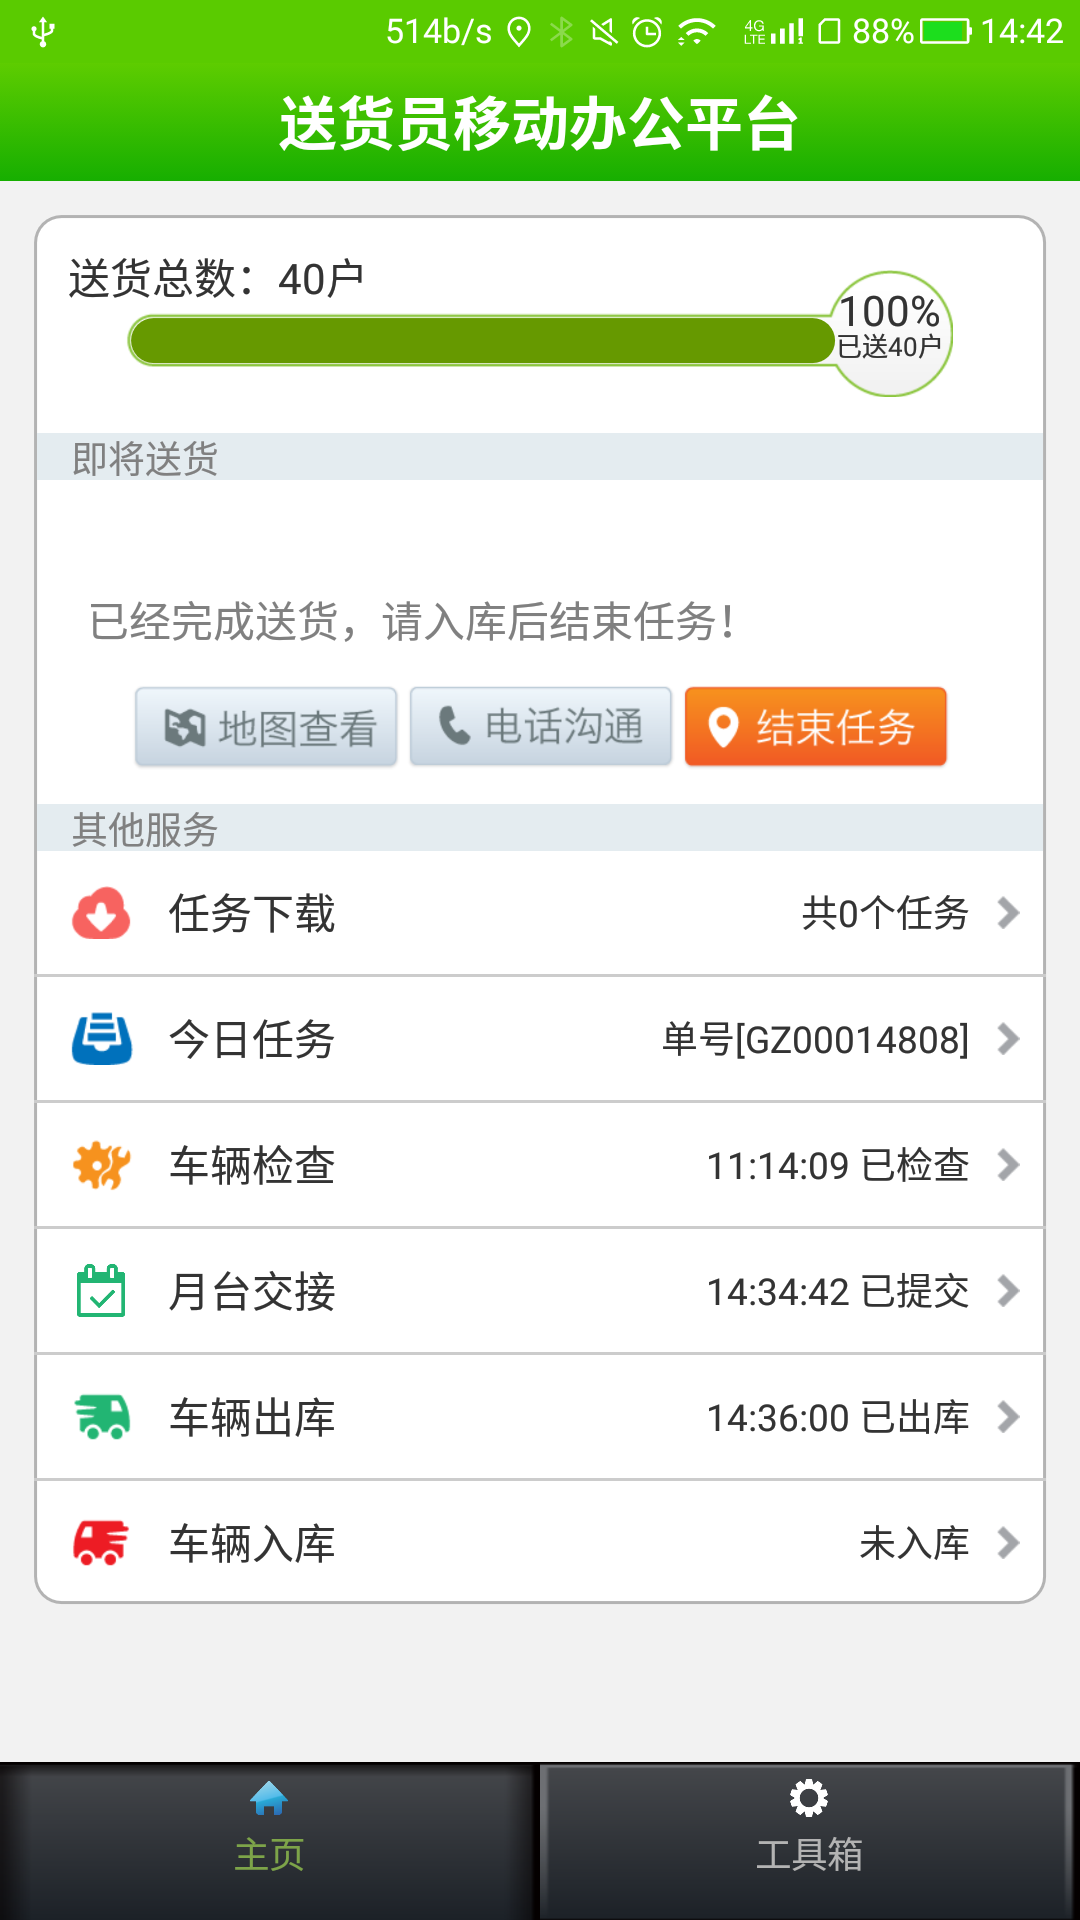 514b/s 4G LTE 88% 14:42
送货员移动办公平台
送货总数：40户
100%
已送40户
即将送货
已经完成送货，请入库后结束任务！
地图查看 电话沟通 结束任务
其他服务
任务下载 共0个任务
今日任务 单号[GZ00014808]
车辆检查 11:14:09 已检查
月台交接 14:34:42 已提交
车辆出库 14:36:00 已出库
车辆入库 未入库
主页 工具箱